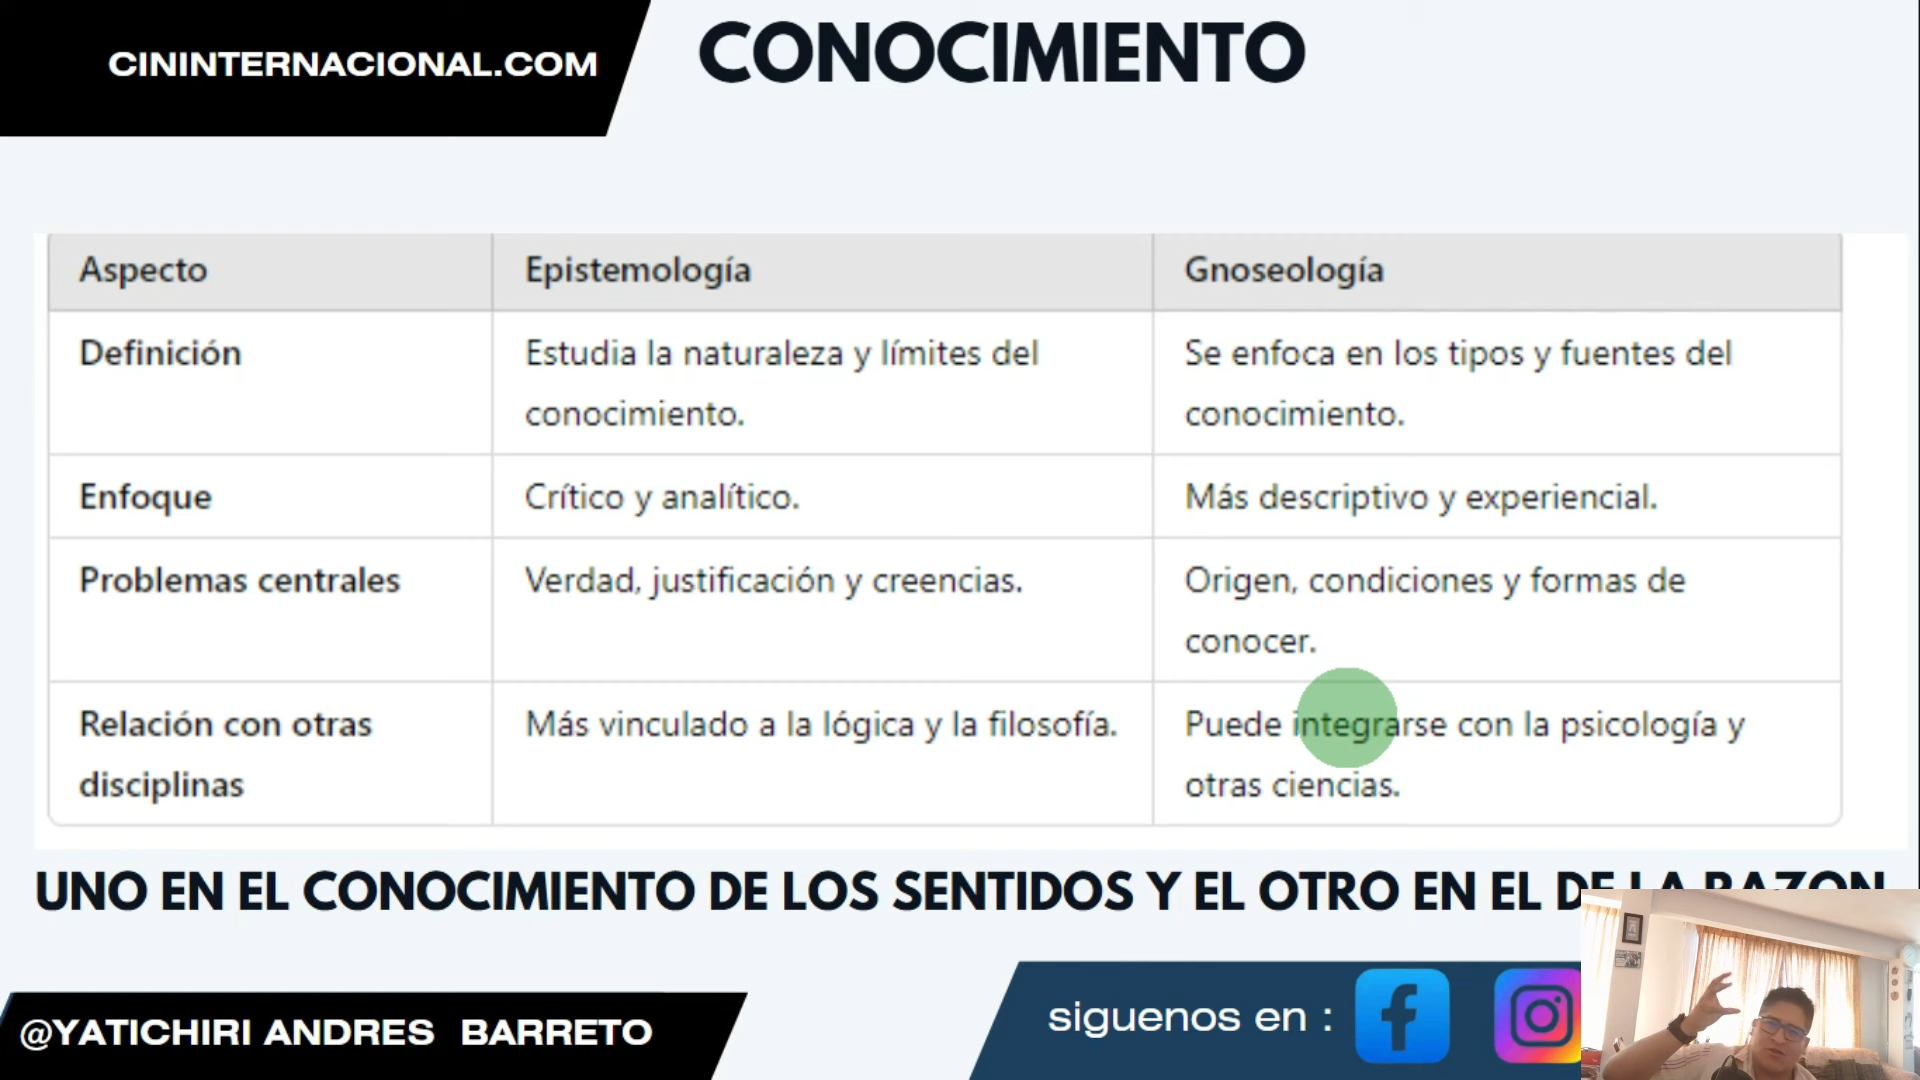 CININTERNACIONAL.COM
CONOCIMIENTO
Aspecto
Epistemología
Gnoseología
Definición
Estudia la naturaleza y límites del
conocimiento.
Se enfoca en los tipos y fuentes del
conocimiento.
Enfoque
Crítico y analítico.
Más descriptivo y experiencial.
Problemas centrales
Verdad, justificación y creencias.
Origen, condiciones y formas de
conocer.
Relación con otras
disciplinas
Más vinculado a la lógica y la filosofía.
Puede integrarse con la psicología y
otras ciencias.
UNO EN EL CONOCIMIENTO DE LOS SENTIDOS Y EL OTRO EN EL DE LA RAZON
@YATICHIRI ANDRES BARRETO
siguenos en :